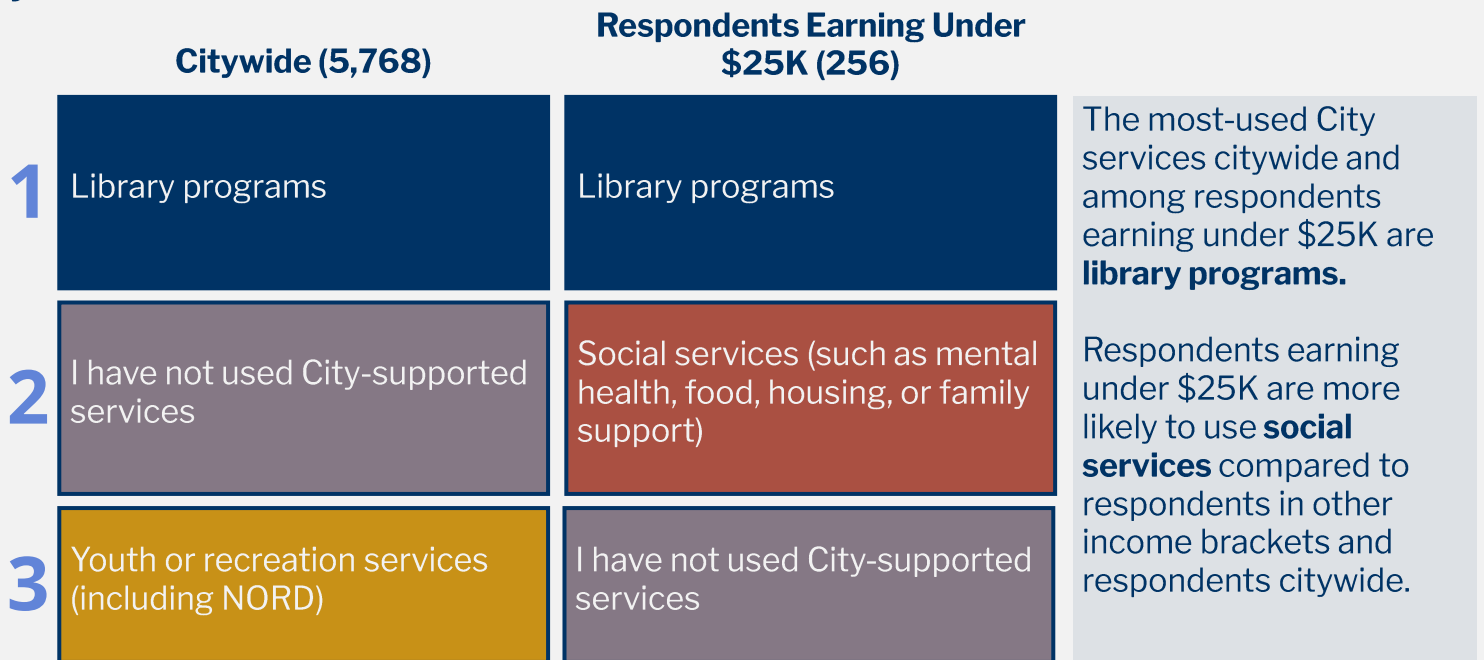 Citywide (5,768)
Respondents Earning Under
$25K (256)
1
Library programs
Library programs
2
I have not used City-supported
services
Social services (such as mental
health, food, housing, or family
support)
3
Youth or recreation services
(including NORD)
I have not used City-supported
services
The most-used City
services citywide and
among respondents
earning under $25K are
library programs.
Respondents earning
under $25K are more
likely to use social
services compared to
respondents in other
income brackets and
respondents citywide.